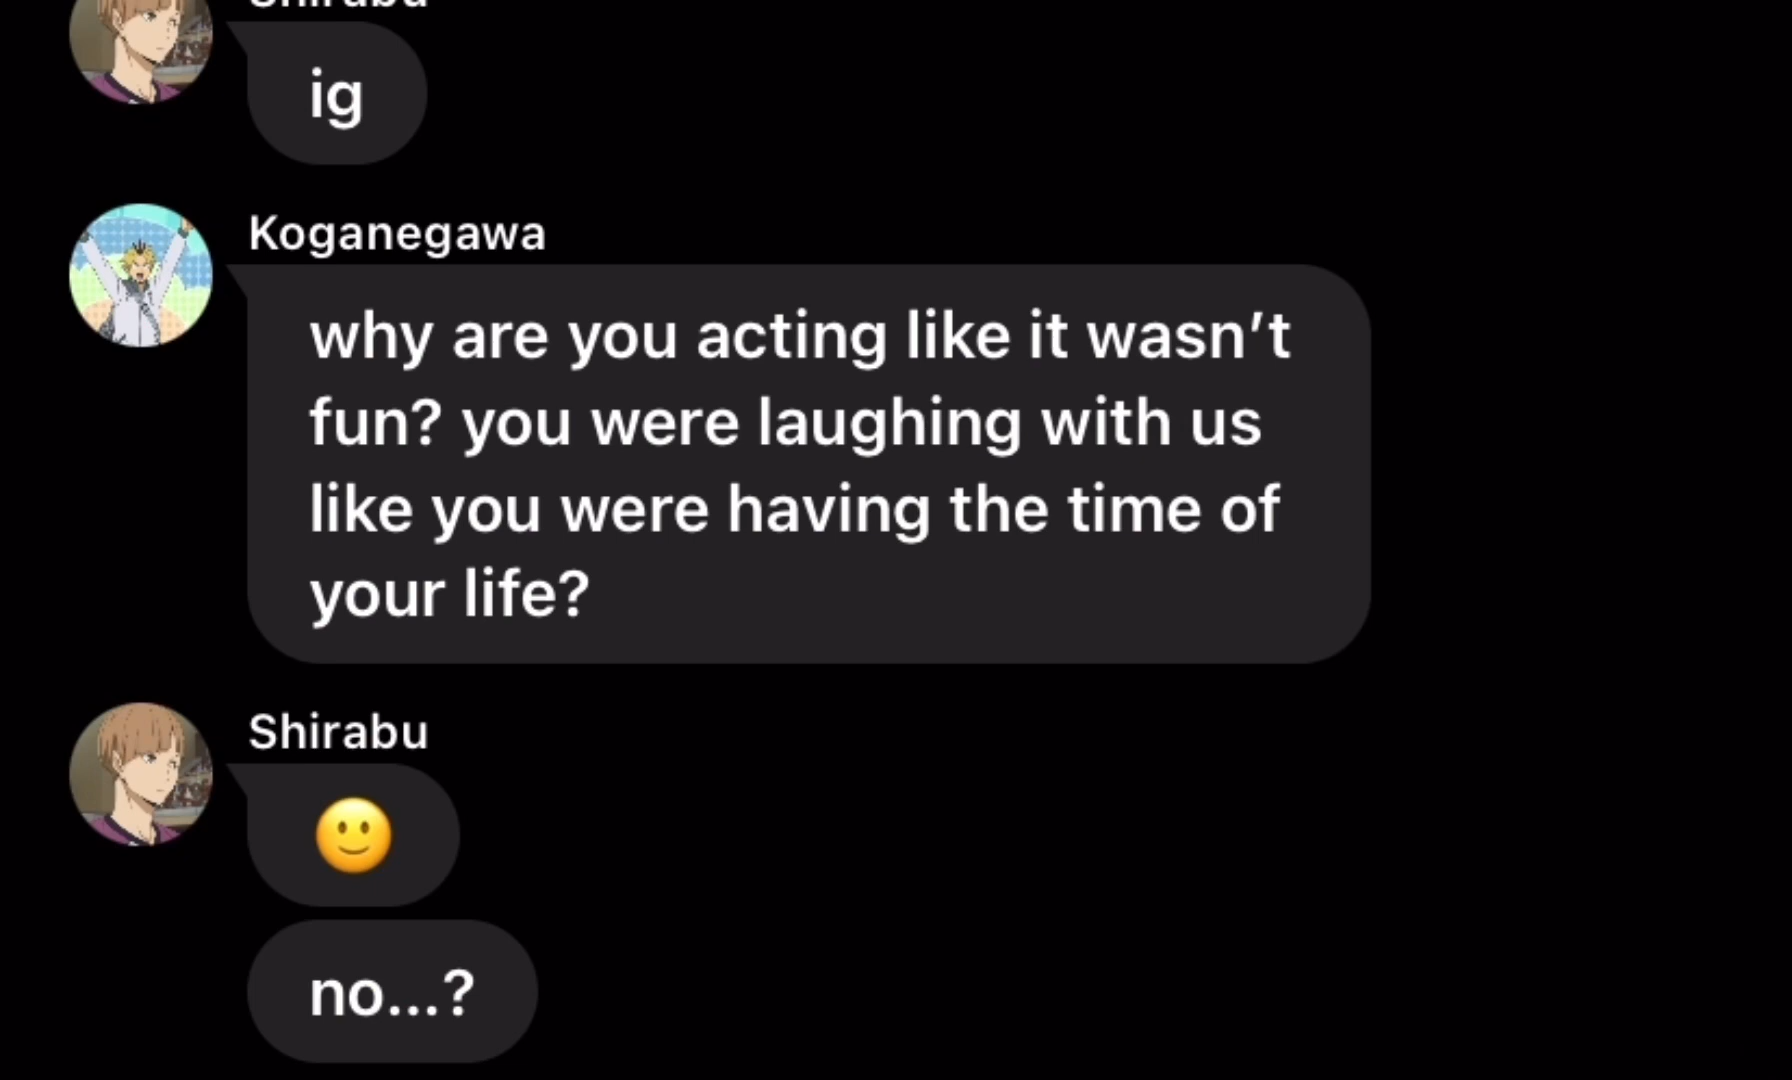 Shirabu
ig
Koganegawa
why are you acting like it wasn’t
fun? you were laughing with us
like you were having the time of
your life?
Shirabu
🙂
no...?